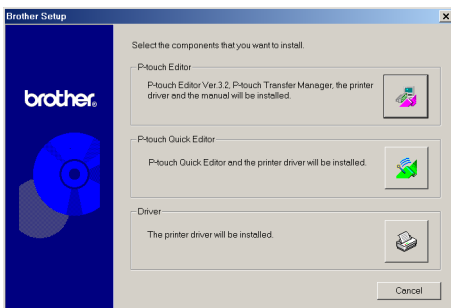 Brother Setup
Select the components that you want to install.
P-touch Editor
P-touch Editor Ver.3.2, P-touch Transfer Manager, the printer
driver and the manual will be installed.
brother®
P-touch Quick Editor
P-touch Quick Editor and the printer driver will be installed.
Driver
The printer driver will be installed.
Cancel